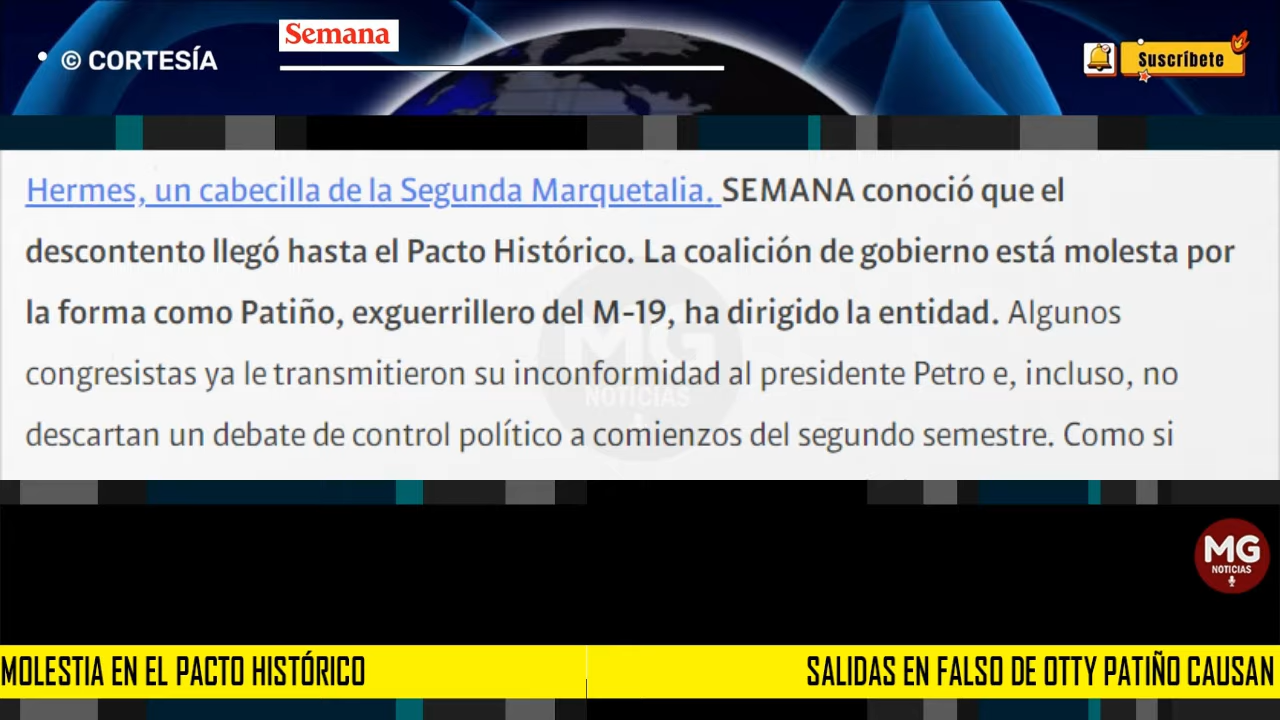 © CORTESÍA
Semana
Suscríbete
Hermes, un cabecilla de la Segunda Marquetalia. SEMANA conoció que el
descontento llegó hasta el Pacto Histórico. La coalición de gobierno está molesta por
la forma como Patiño, exguerrillero del M-19, ha dirigido la entidad. Algunos
congresistas ya le transmitieron su inconformidad al presidente Petro e, incluso, no
descartan un debate de control político a comienzos del segundo semestre. Como si
MG
NOTICIAS
MG
NOTICIAS
MOLESTIA EN EL PACTO HISTÓRICO
SALIDAS EN FALSO DE OTTY PATIÑO CAUSAN